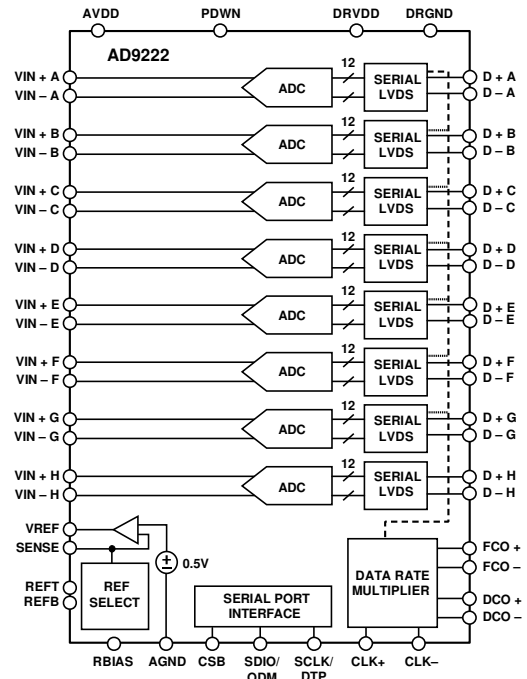 AVDD PDWN DRVDD DRGND
AD9222
12
VIN + A ADC SERIAL D + A
VIN – A LVDS D – A
12
VIN + B ADC SERIAL D + B
VIN – B LVDS D – B
12
VIN + C ADC SERIAL D + C
VIN – C LVDS D – C
12
VIN + D ADC SERIAL D + D
VIN – D LVDS D – D
12
VIN + E ADC SERIAL D + E
VIN – E LVDS D – E
12
VIN + F ADC SERIAL D + F
VIN – F LVDS D – F
12
VIN + G ADC SERIAL D + G
VIN – G LVDS D – G
12
VIN + H ADC SERIAL D + H
VIN – H LVDS D – H
VREF
SENSE
REFT
REFB
REF
SELECT
± 0.5V
SERIAL PORT
INTERFACE
DATA RATE
MULTIPLIER
FCO +
FCO –
DCO +
DCO –
RBIAS AGND CSB SDIO/ SCLK/ CLK+ CLK–
ODM DTP